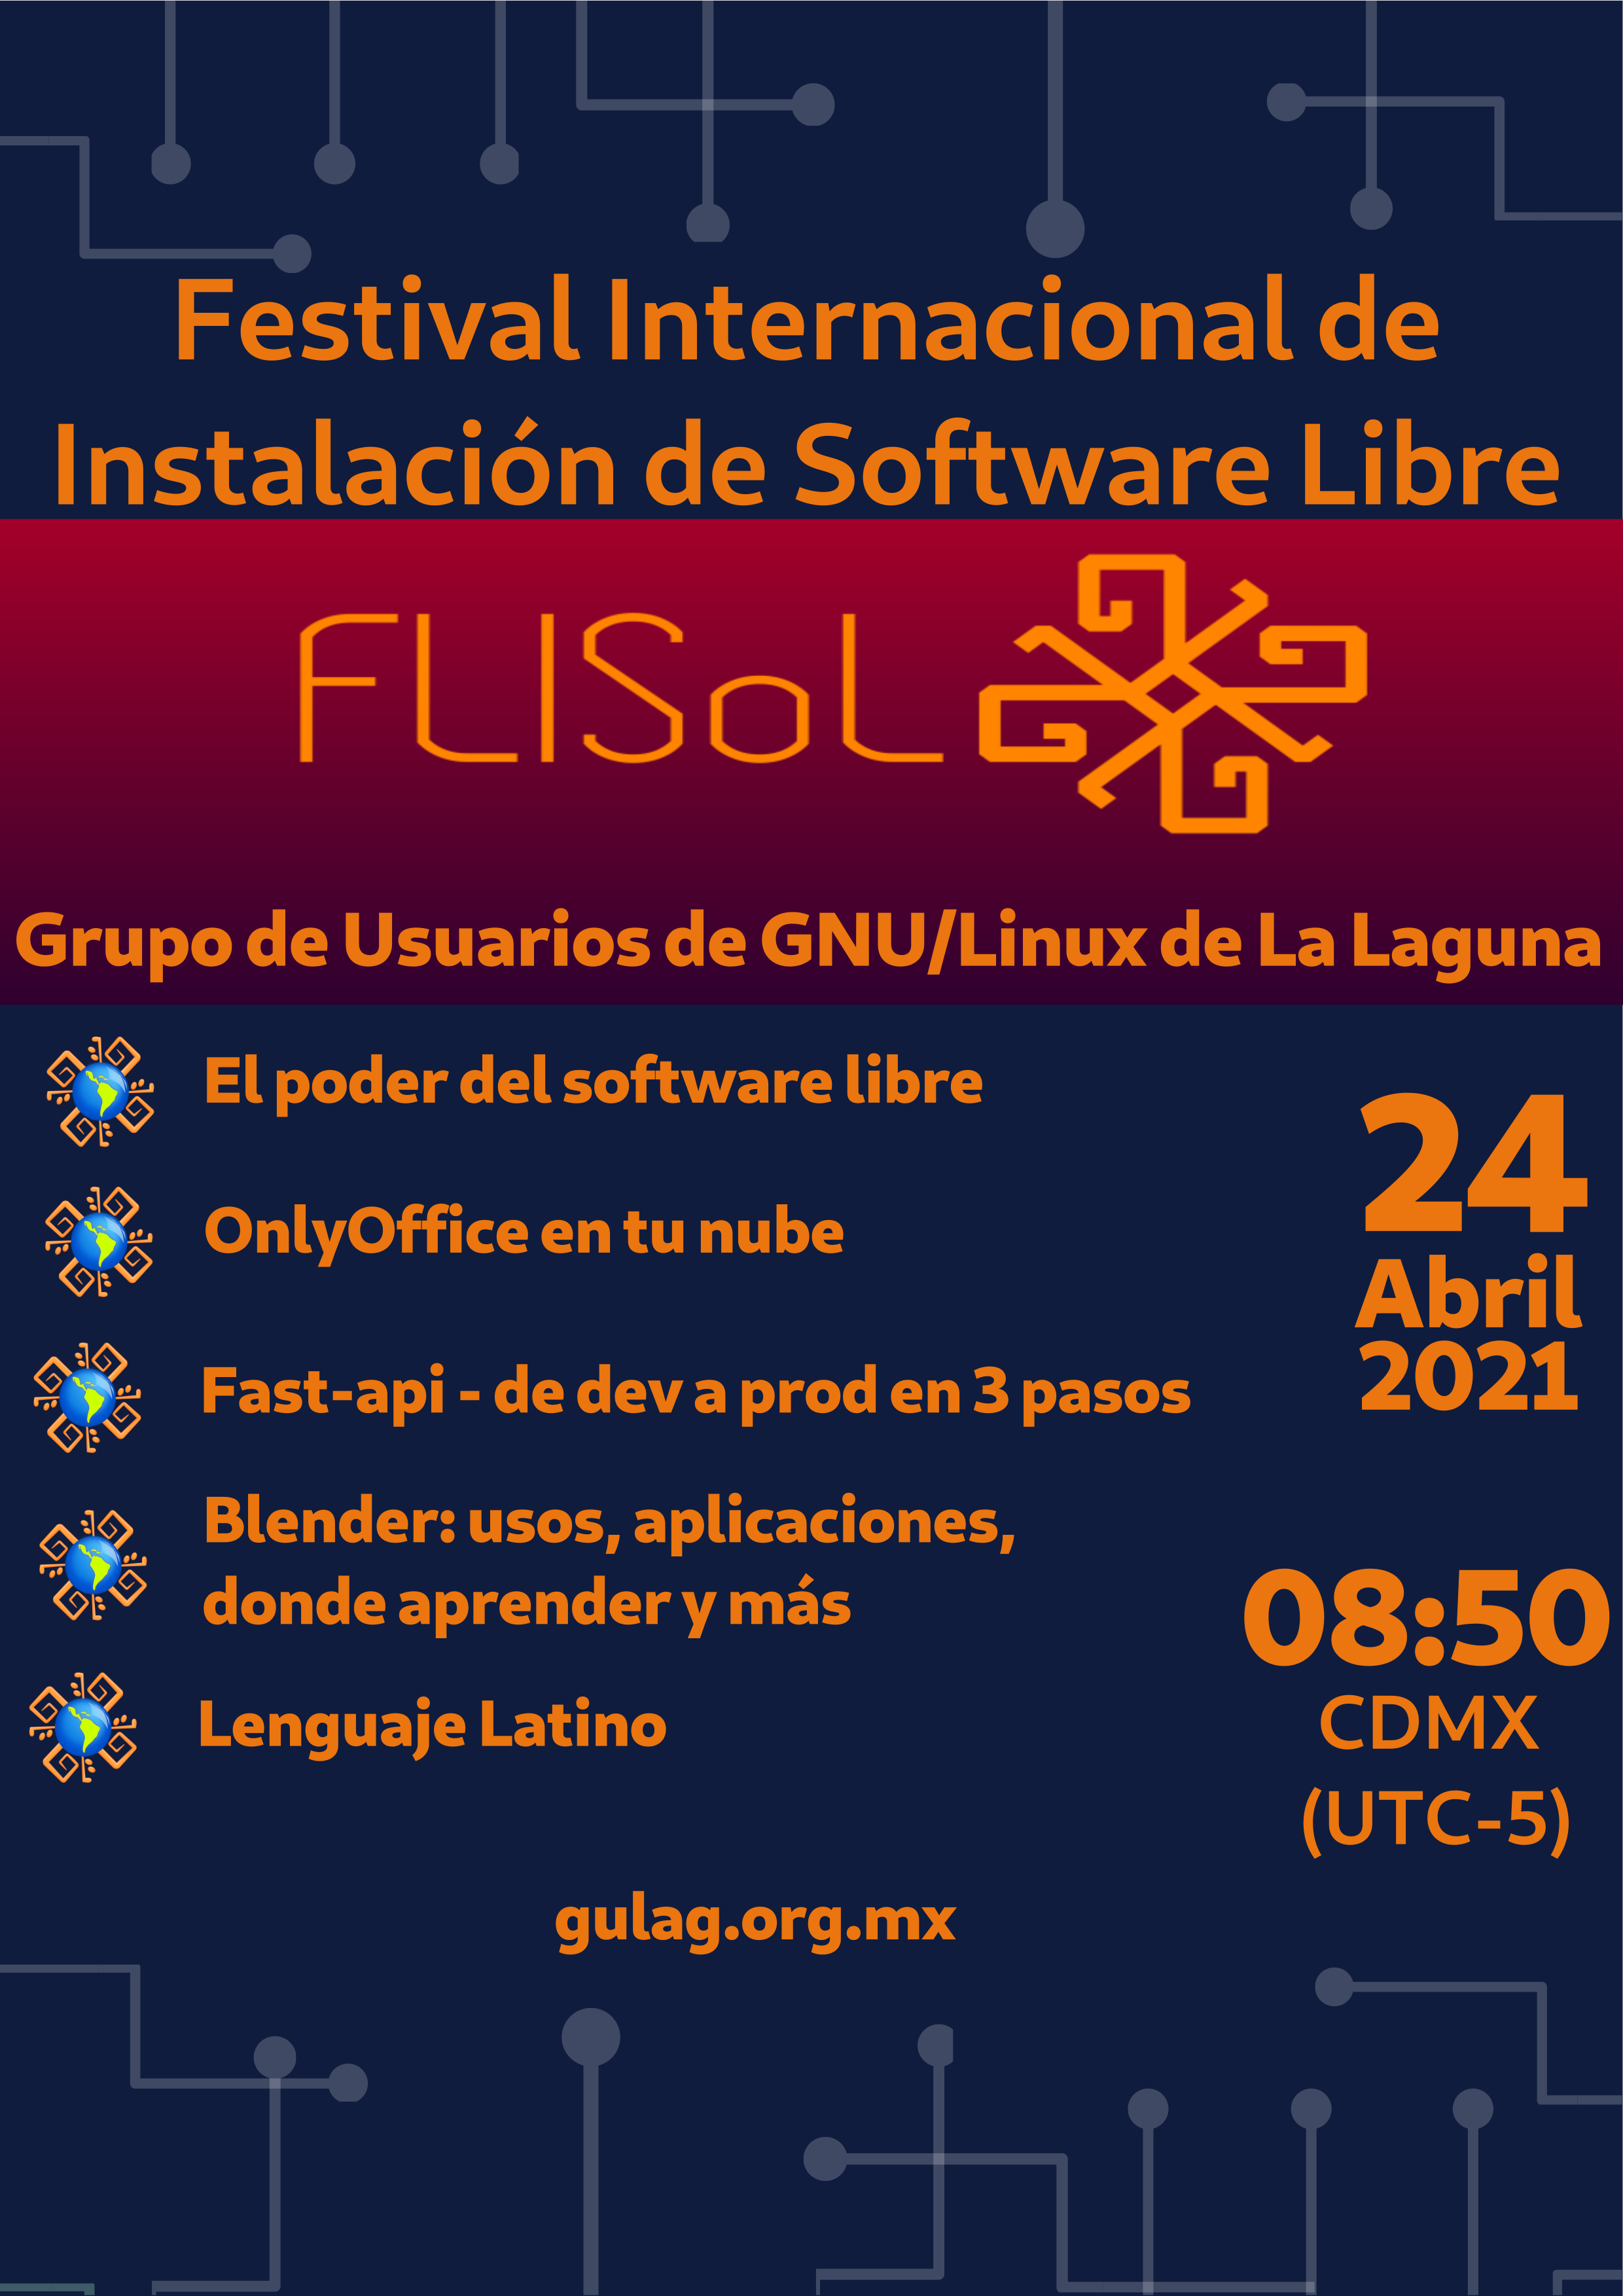 Festival Internacional de
Instalación de Software Libre
FLISoL
Grupo de Usuarios de GNU/Linux de La Laguna
El poder del software libre
OnlyOffice en tu nube
Fast-api - de dev a prod en 3 pasos
Blender: usos, aplicaciones,
donde aprender y más
Lenguaje Latino
24
Abril
2021
08:50
CDMX
(UTC-5)
gulag.org.mx